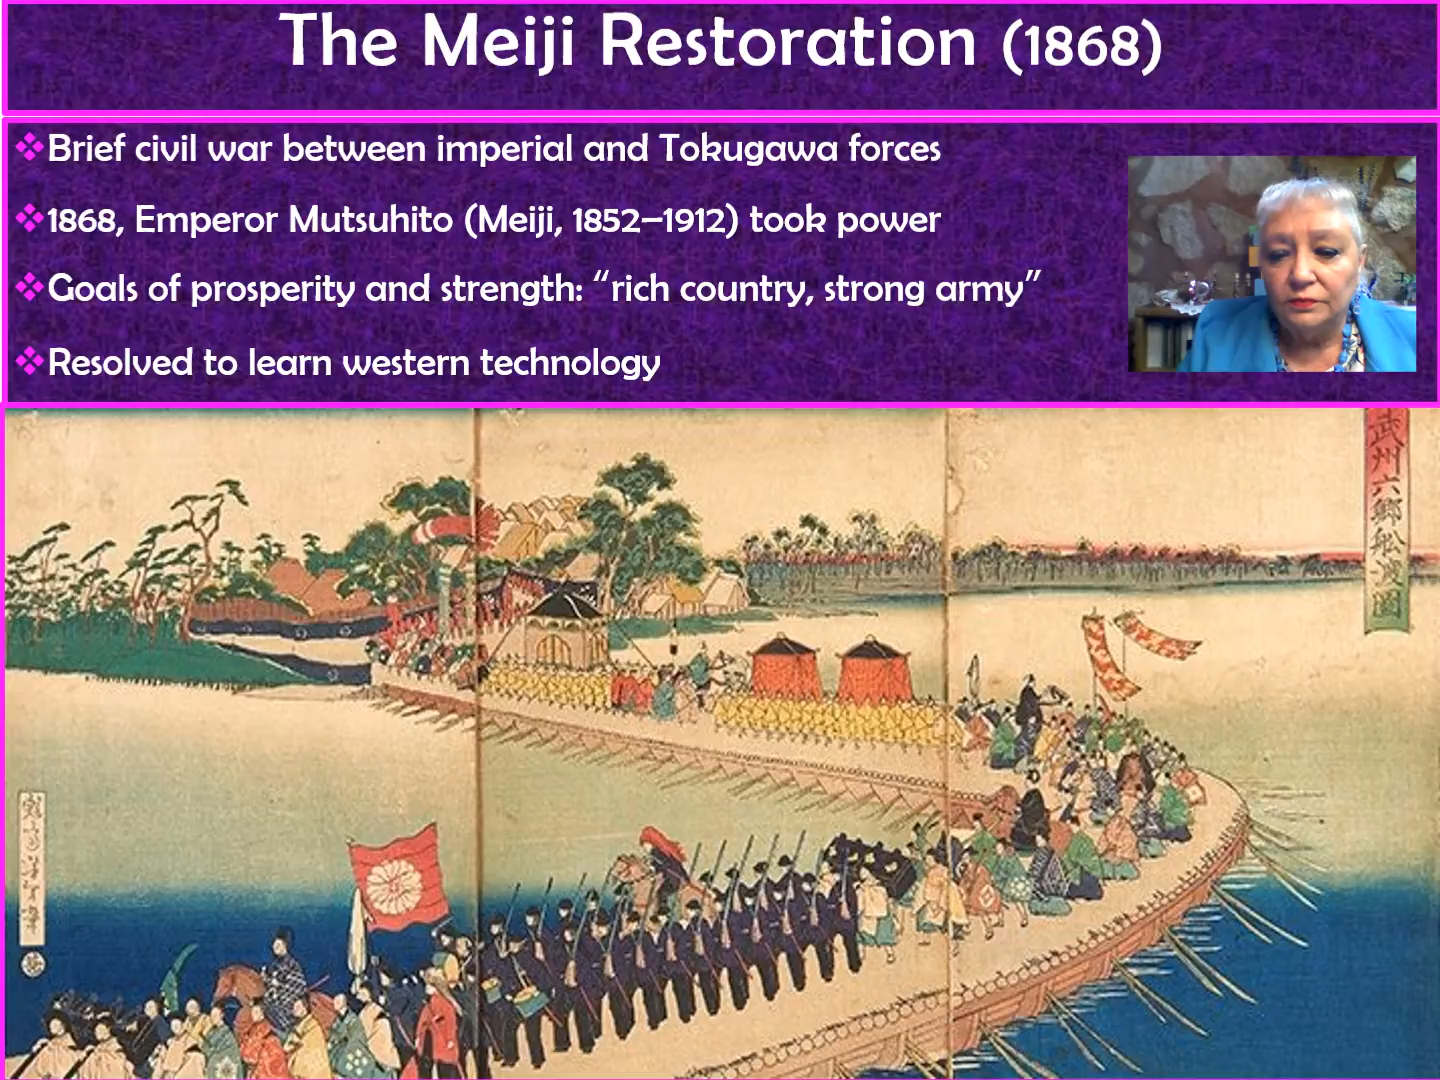 The Meiji Restoration (1868)
Brief civil war between imperial and Tokugawa forces
1868, Emperor Mutsuhito (Meiji, 1852–1912) took power
Goals of prosperity and strength: “rich country, strong army”
Resolved to learn western technology
武州六郷船渡図